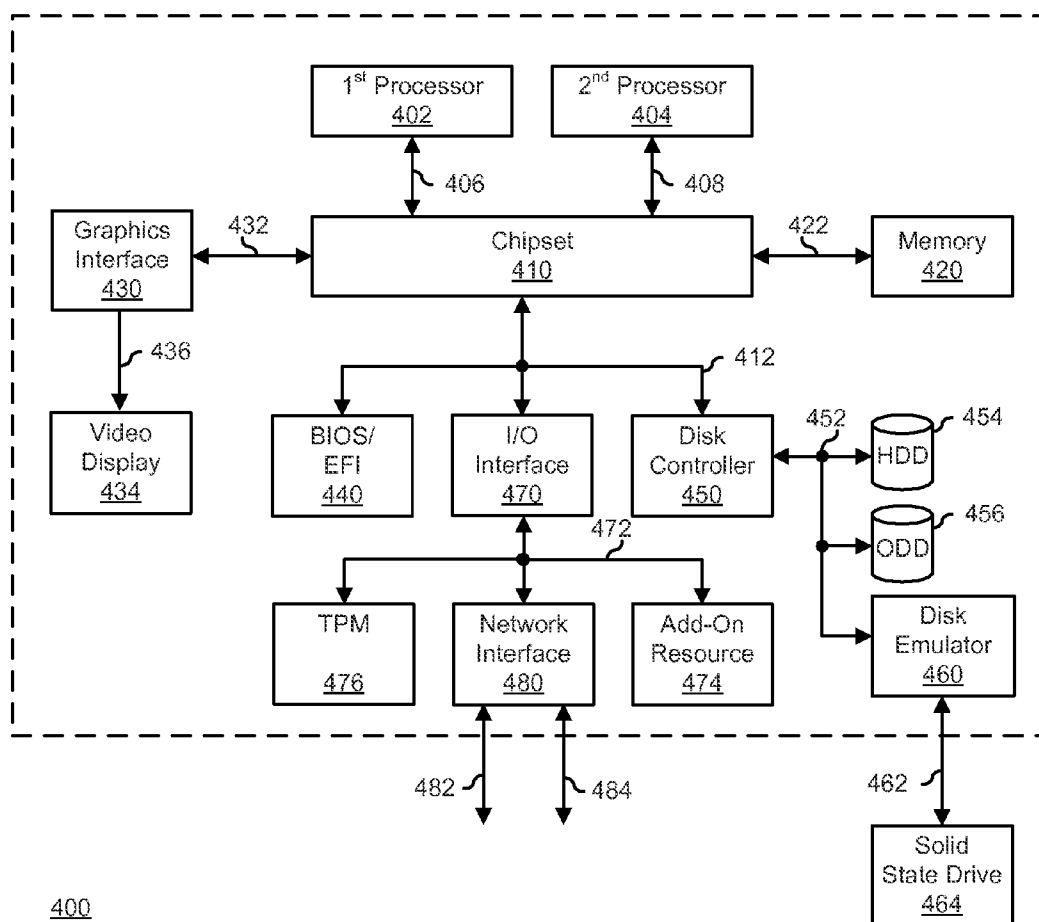 1st Processor
402
2nd Processor
404
406
408
Graphics
Interface
430
432
Chipset
410
422
Memory
420
436
412
Video
Display
434
BIOS/
EFI
440
I/O
Interface
470
Disk
Controller
450
452
HDD
454
ODD
456
472
TPM
476
Network
Interface
480
Add-On
Resource
474
Disk
Emulator
460
482
484
462
Solid
State Drive
464
400